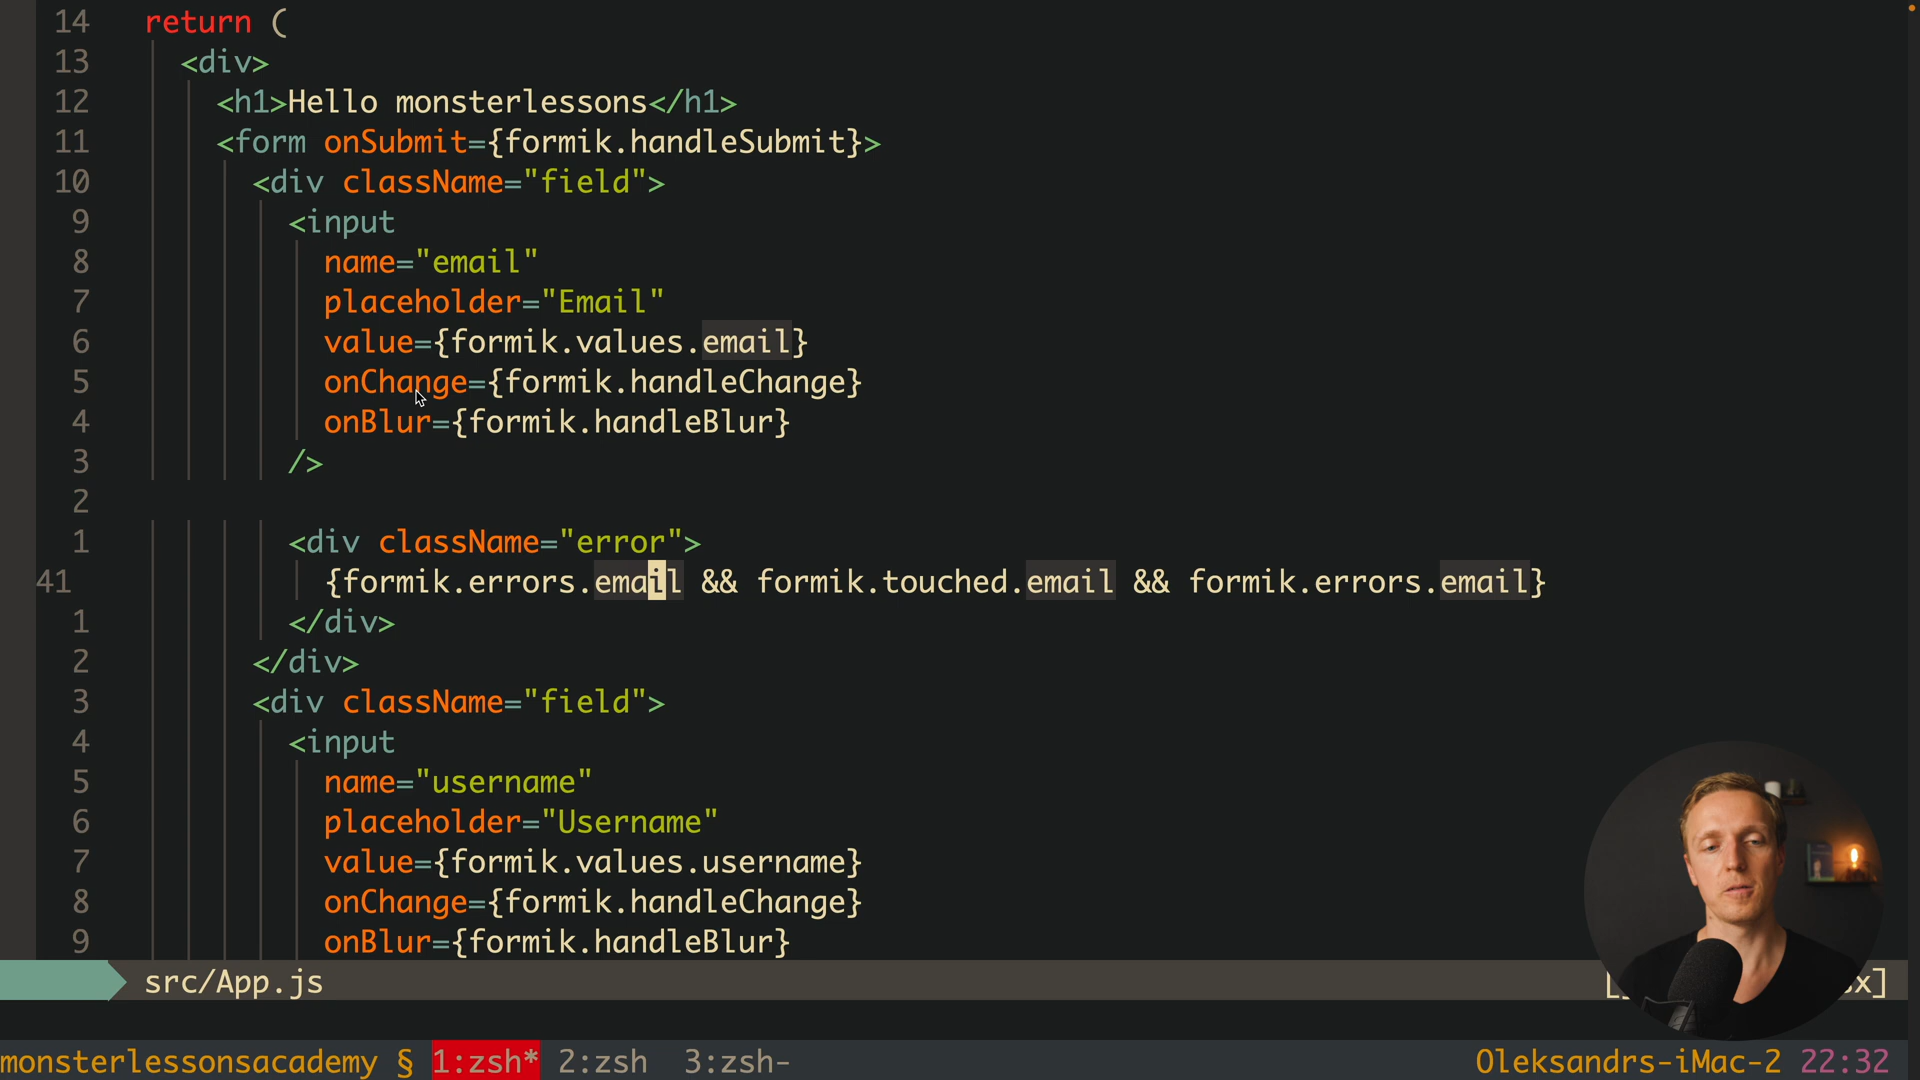 14 return (
13 <div>
12 <h1>Hello monsterlessons</h1>
11 <form onSubmit={formik.handleSubmit}>
10 <div className="field">
9 <input
8 name="email"
7 placeholder="Email"
6 value={formik.values.email}
5 onChange={formik.handleChange}
4 onBlur={formik.handleBlur}
3 />
2
1 <div className="error">
41 {formik.errors.email && formik.touched.email && formik.errors.email}
1 </div>
2 </div>
3 <div className="field">
4 <input
5 name="username"
6 placeholder="Username"
7 value={formik.values.username}
8 onChange={formik.handleChange}
9 onBlur={formik.handleBlur}
src/App.js
monsterlessonsacademy § 1:zsh* 2:zsh 3:zsh- Oleksandrs-iMac-2 22:32